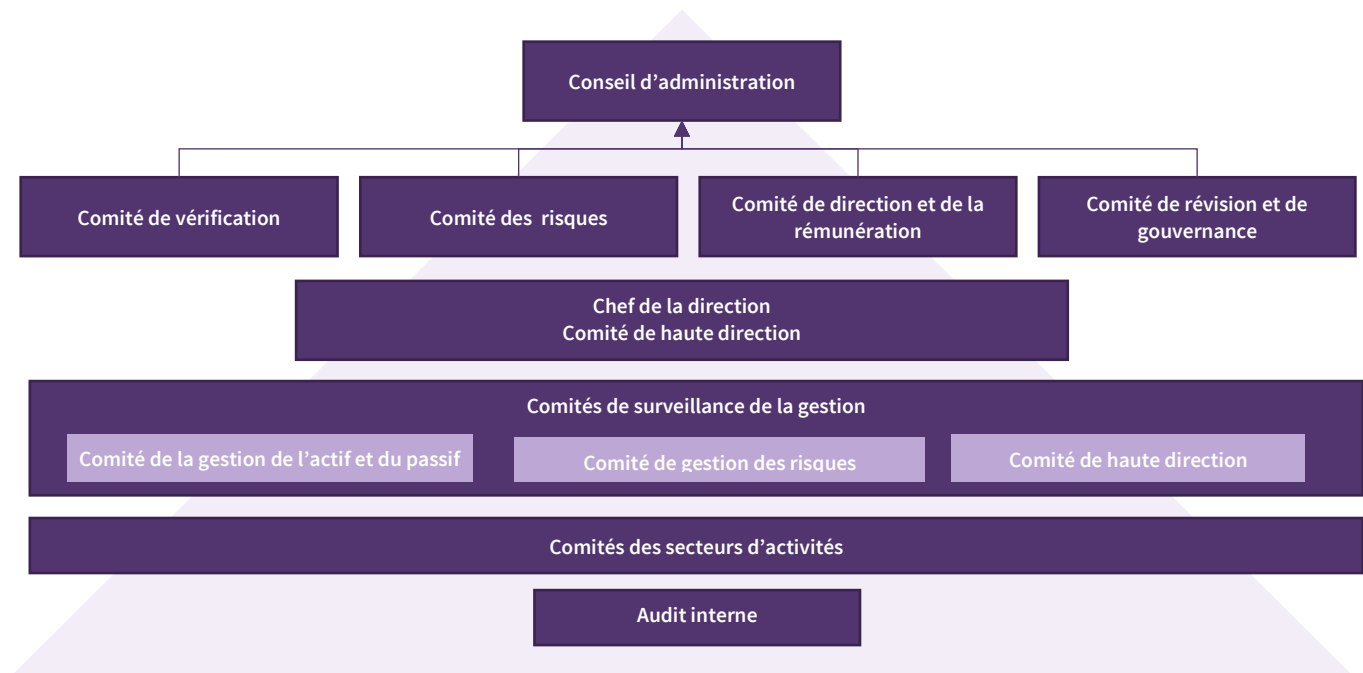 Conseil d’administration
Comité de vérification
Comité des risques
Comité de direction et de la
rémunération
Comité de révision et de
gouvernance
Chef de la direction
Comité de haute direction
Comités de surveillance de la gestion
Comité de la gestion de l’actif et du passif
Comité de gestion des risques
Comité de haute direction
Comités des secteurs d’activités
Audit interne